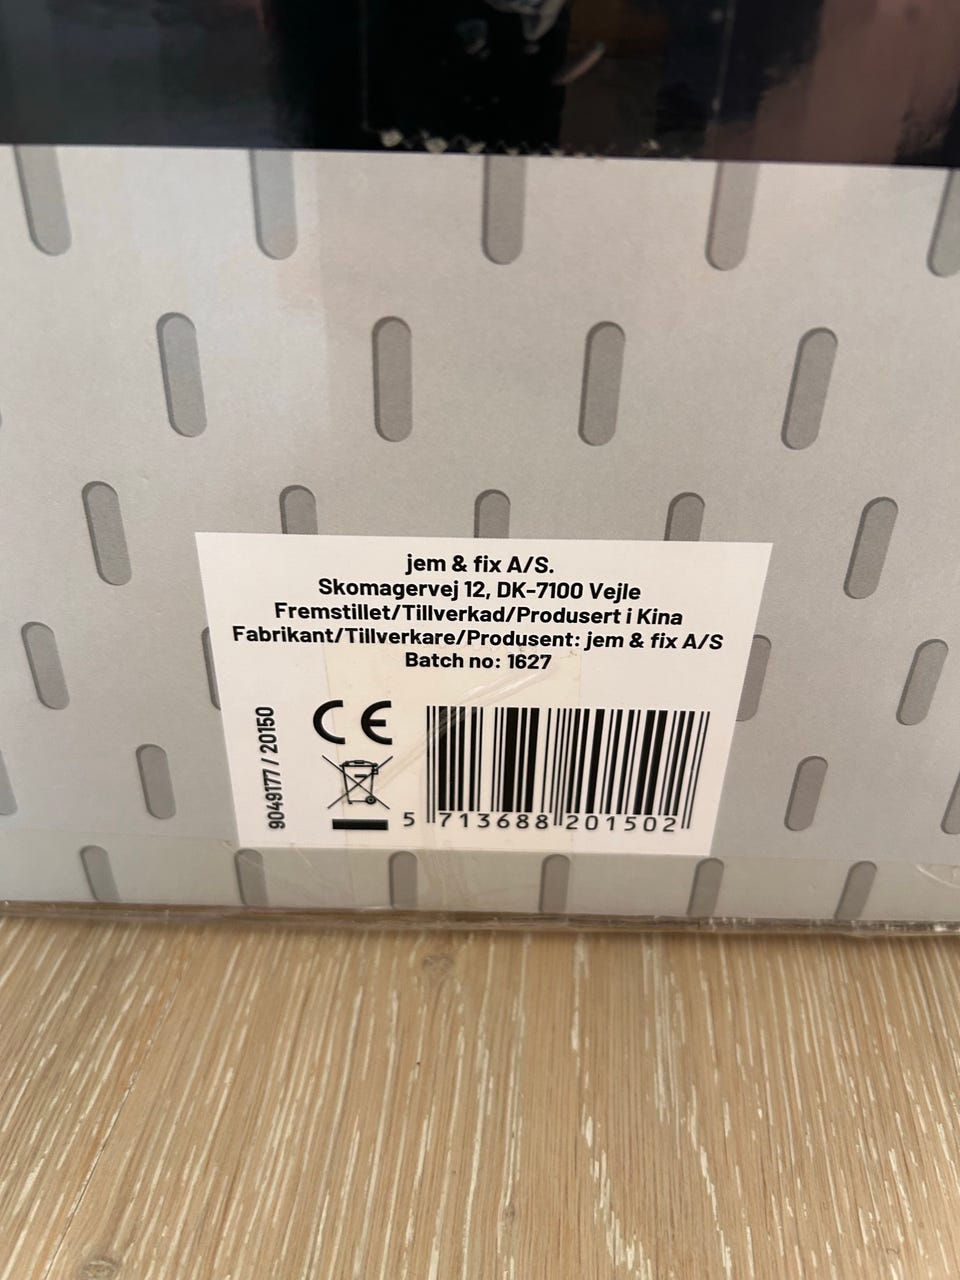 jem & fix A/S.
Skomagervej 12, DK-7100 Vejle
Fremstillet/Tillverkad/Produsert i Kina
Fabrikant/Tillverkare/Produsent: jem & fix A/S
Batch no: 1627
9049177 / 20150
CE
5 713688 201502